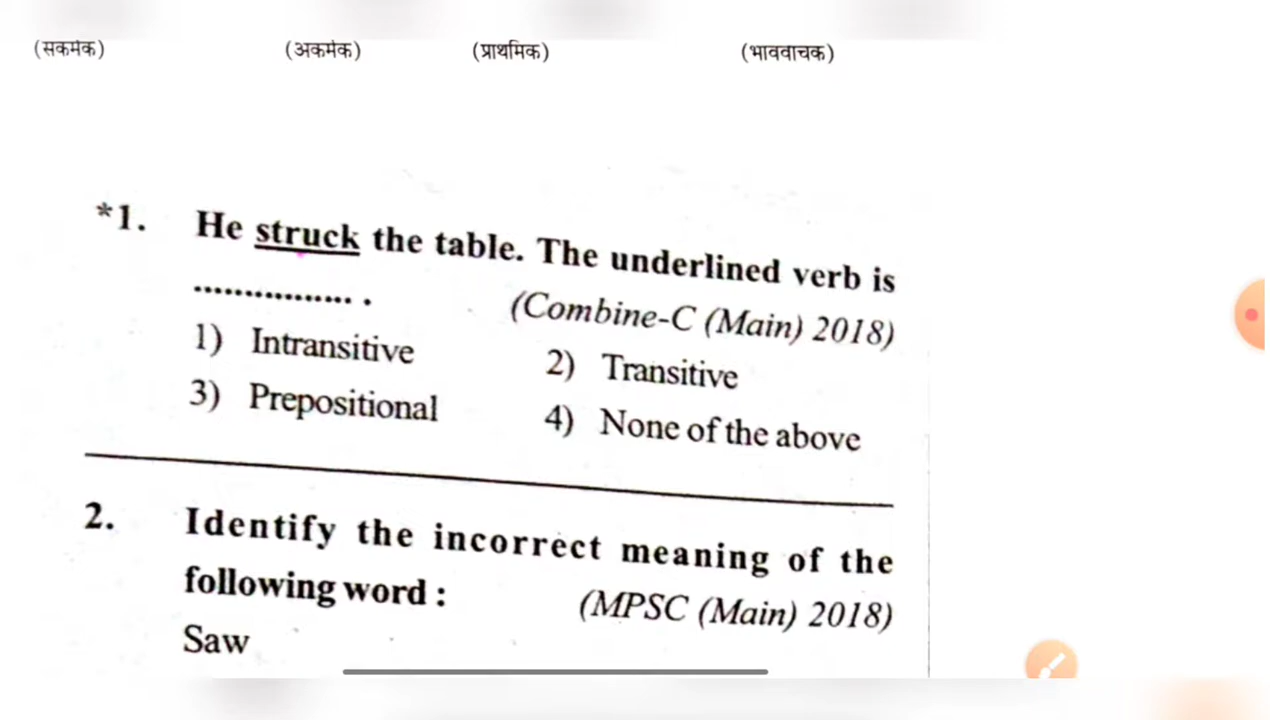 (सकर्मक) (अकर्मक) (प्राथमिक) (भाववाचक)
*1. He struck the table. The underlined verb is
................ . (Combine-C (Main) 2018)
1) Intransitive 2) Transitive
3) Prepositional 4) None of the above
2. Identify the incorrect meaning of the
following word : (MPSC (Main) 2018)
Saw